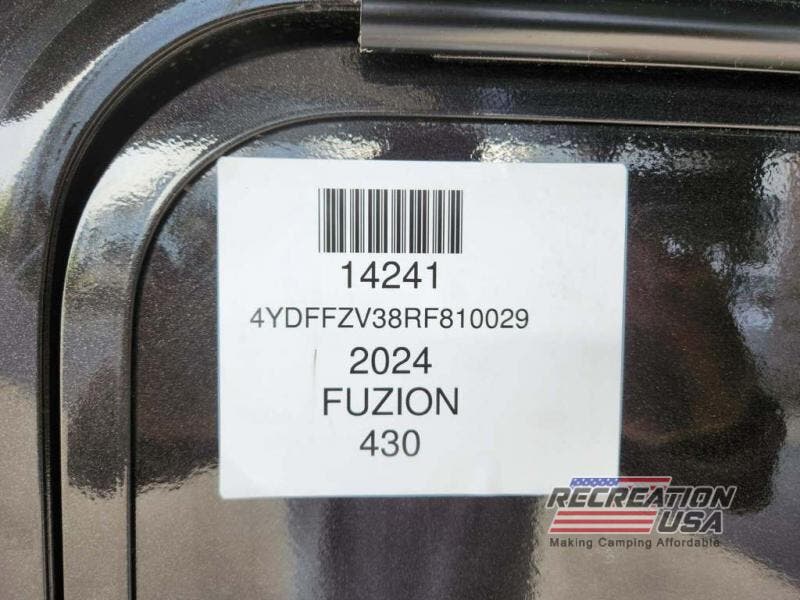 14241
4YDFFZV38RF810029
2024
FUZION
430
RECREATION
USA
Making Camping Affordable